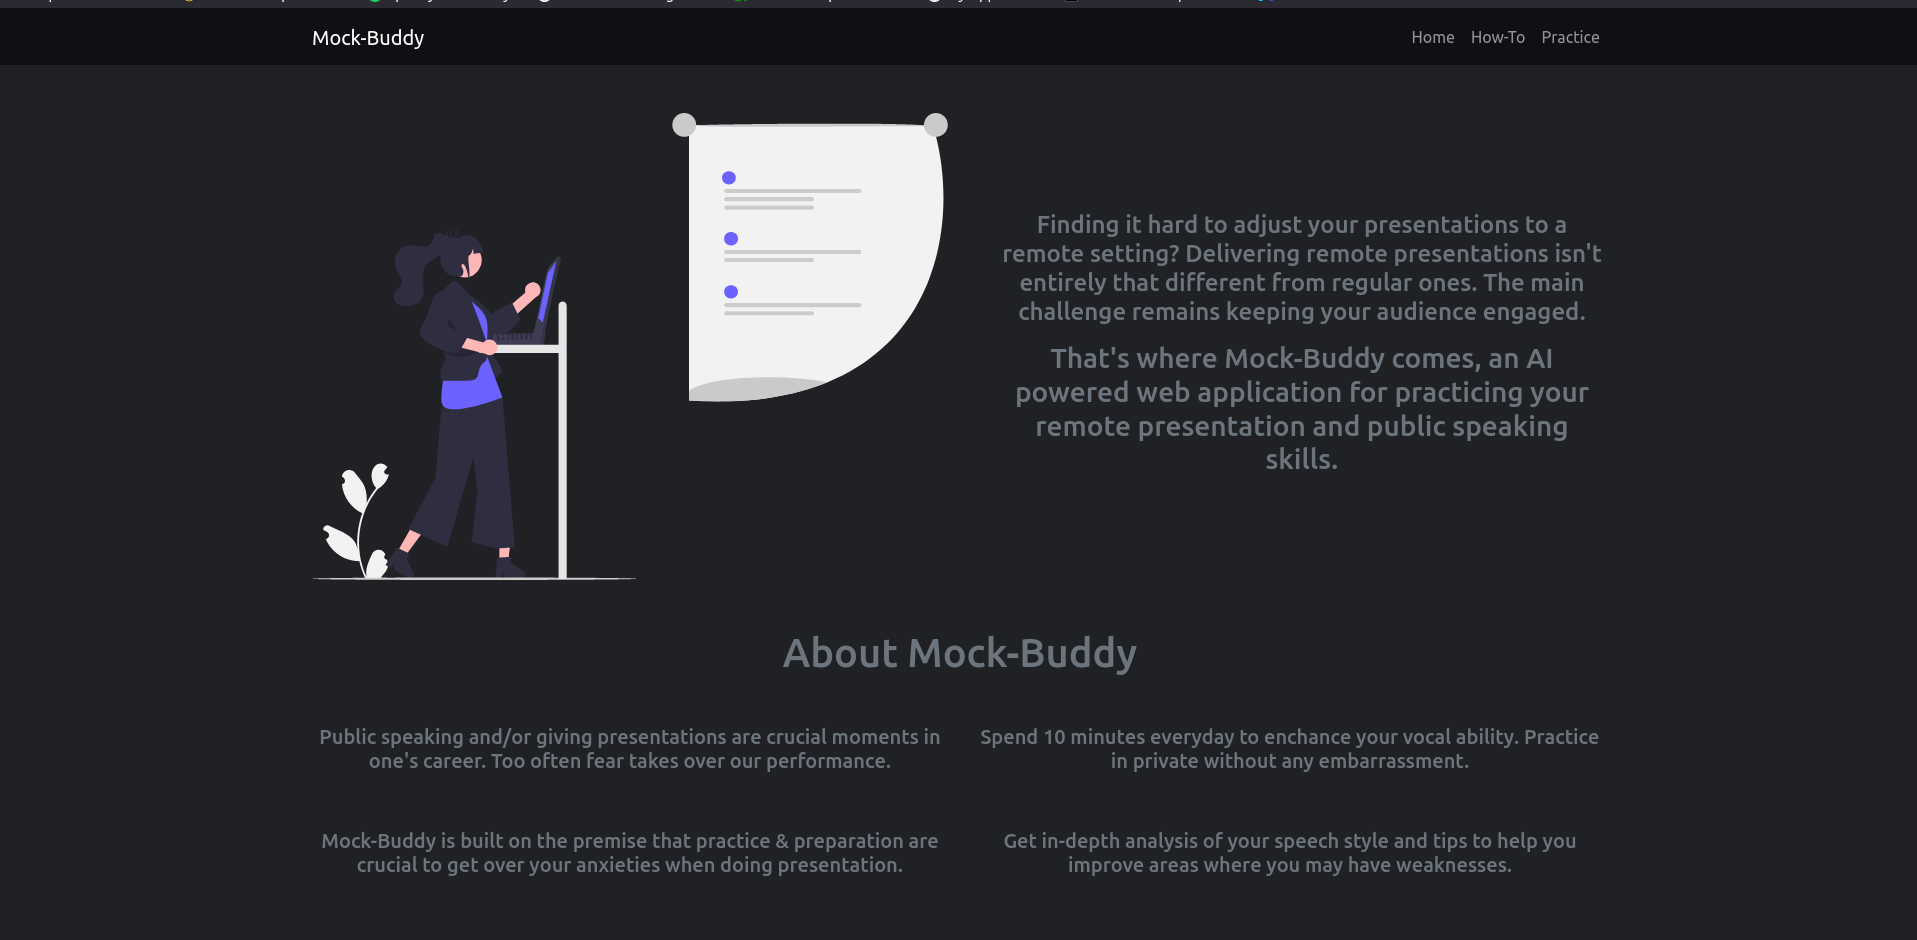 Mock-Buddy
Home How-To Practice
Finding it hard to adjust your presentations to a
remote setting? Delivering remote presentations isn't
entirely that different from regular ones. The main
challenge remains keeping your audience engaged.
That's where Mock-Buddy comes, an AI
powered web application for practicing your
remote presentation and public speaking
skills.
About Mock-Buddy
Public speaking and/or giving presentations are crucial moments in
one's career. Too often fear takes over our performance.
Spend 10 minutes everyday to enchance your vocal ability. Practice
in private without any embarrassment.
Mock-Buddy is built on the premise that practice & preparation are
crucial to get over your anxieties when doing presentation.
Get in-depth analysis of your speech style and tips to help you
improve areas where you may have weaknesses.